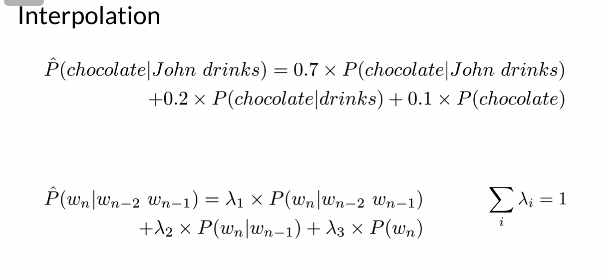 Interpolation
P̂(chocolate|John drinks) = 0.7 × P(chocolate|John drinks)
+0.2 × P(chocolate|drinks) + 0.1 × P(chocolate)
P̂(wₙ|wₙ₋₂ wₙ₋₁) = λ₁ × P(wₙ|wₙ₋₂ wₙ₋₁)
+λ₂ × P(wₙ|wₙ₋₁) + λ₃ × P(wₙ)
∑ᵢ λᵢ = 1